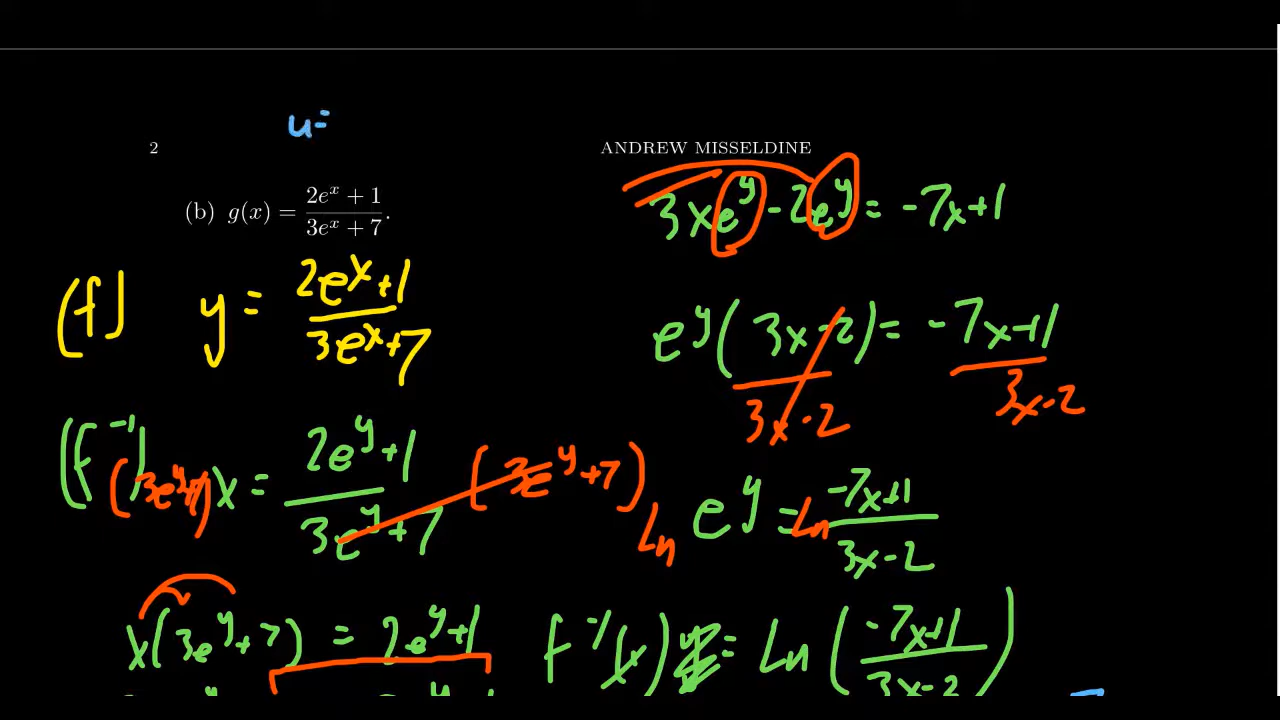 u=
2
ANDREW MISSELDINE
(b) g(x) = (2e^x + 1)/(3e^x + 7).
(f) y = (2e^x+1)/(3e^x+7)
(f^-1) (3e^y+7) x = (2e^y+1)/(3e^y+7) (3e^y+7)
x(3e^y+7) = 2e^y+1
3xe^y - 2e^y = -7x+1
e^y(3x-2) = -7x+1
3x-2 3x-2
Ln e^y = Ln (-7x+1)/(3x-2)
f^-1(x) y = Ln((-7x+1)/(3x-2))